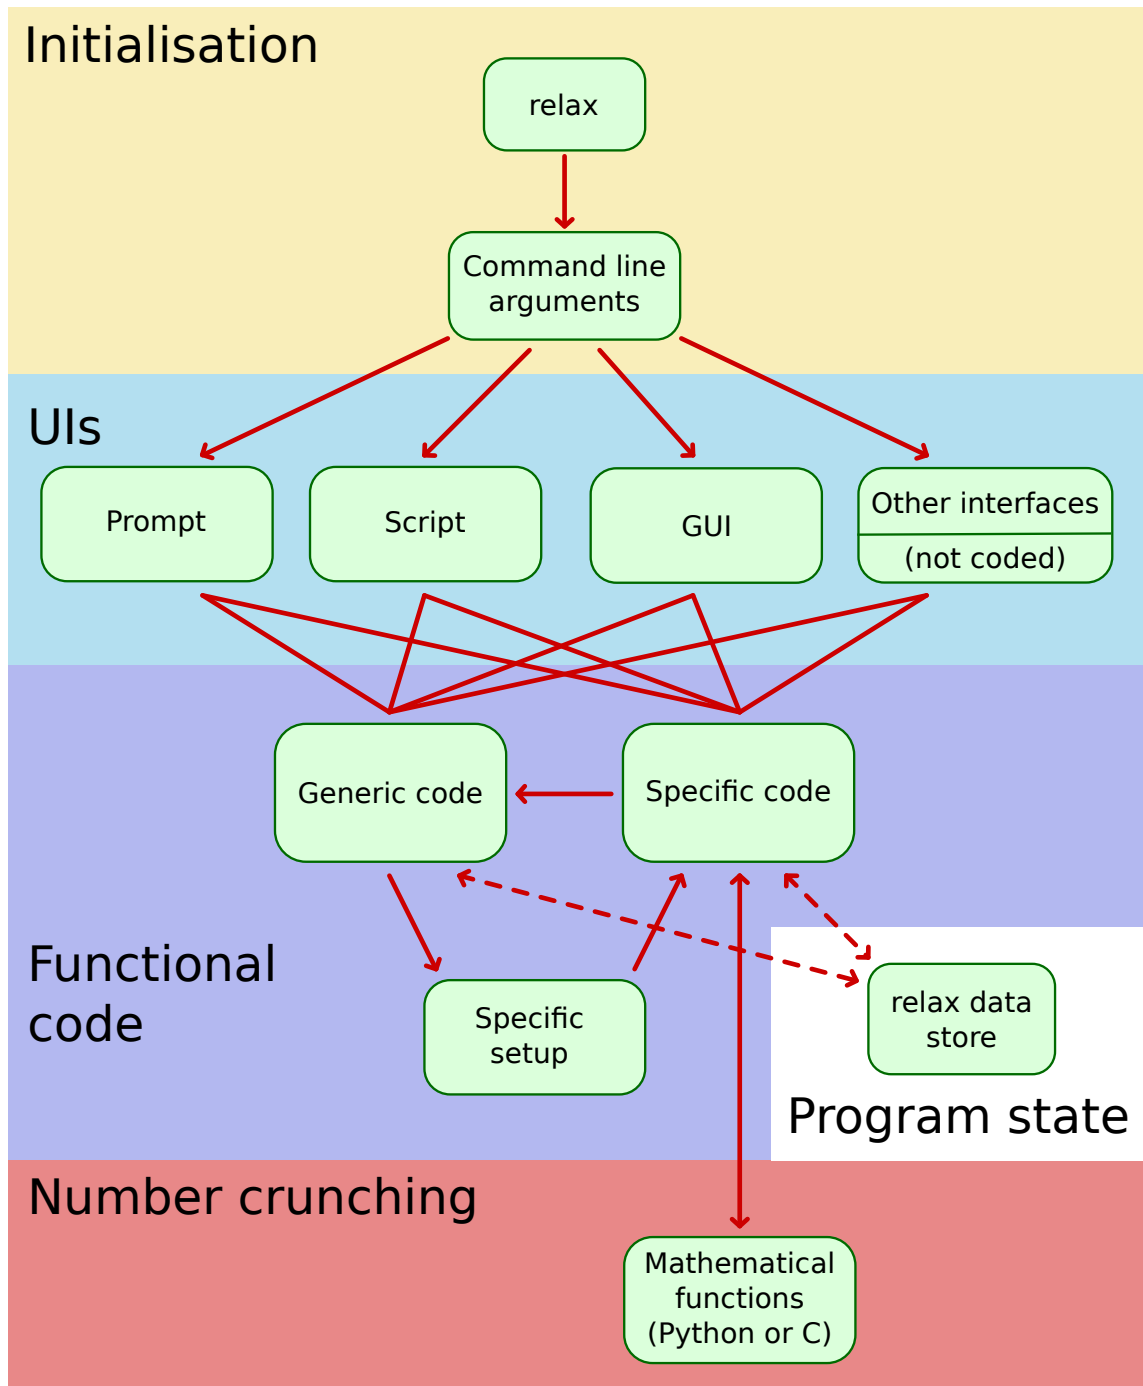 Initialisation
relax
Command line
arguments
UIs
Prompt
Script
GUI
Other interfaces
(not coded)
Generic code
Specific code
Functional
code
Specific
setup
relax data
store
Program state
Number crunching
Mathematical
functions
(Python or C)